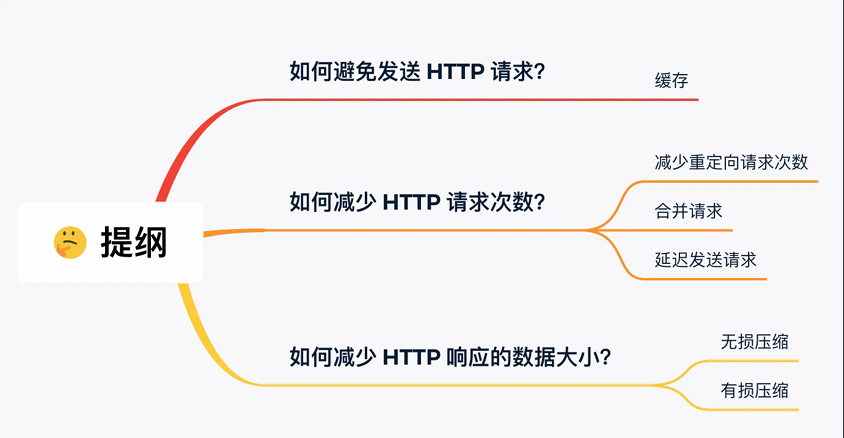 🤔 提纲
如何避免发送 HTTP 请求?
缓存
如何减少 HTTP 请求次数?
减少重定向请求次数
合并请求
延迟发送请求
如何减少 HTTP 响应的数据大小?
无损压缩
有损压缩